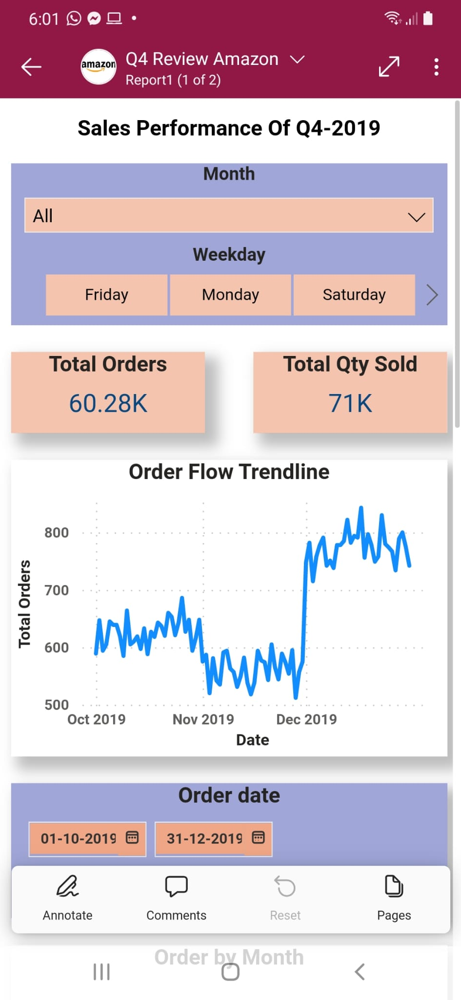 6:01
amazon
Q4 Review Amazon
Report1 (1 of 2)
Sales Performance Of Q4-2019
Month
All
Weekday
Friday Monday Saturday
Total Orders Total Qty Sold
60.28K 71K
Order Flow Trendline
800
700
600
500
Total Orders
Oct 2019 Nov 2019 Dec 2019
Date
Order date
01-10-2019 31-12-2019
Annotate Comments Reset Pages
Order by Month